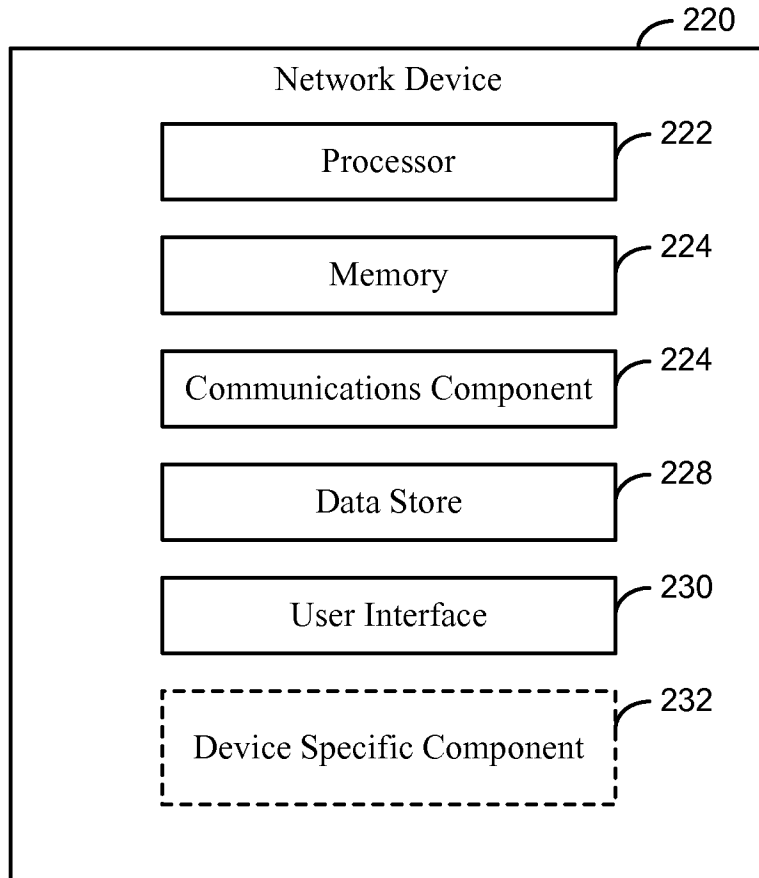 220
Network Device
Processor
222
Memory
224
Communications Component
224
Data Store
228
User Interface
230
Device Specific Component
232